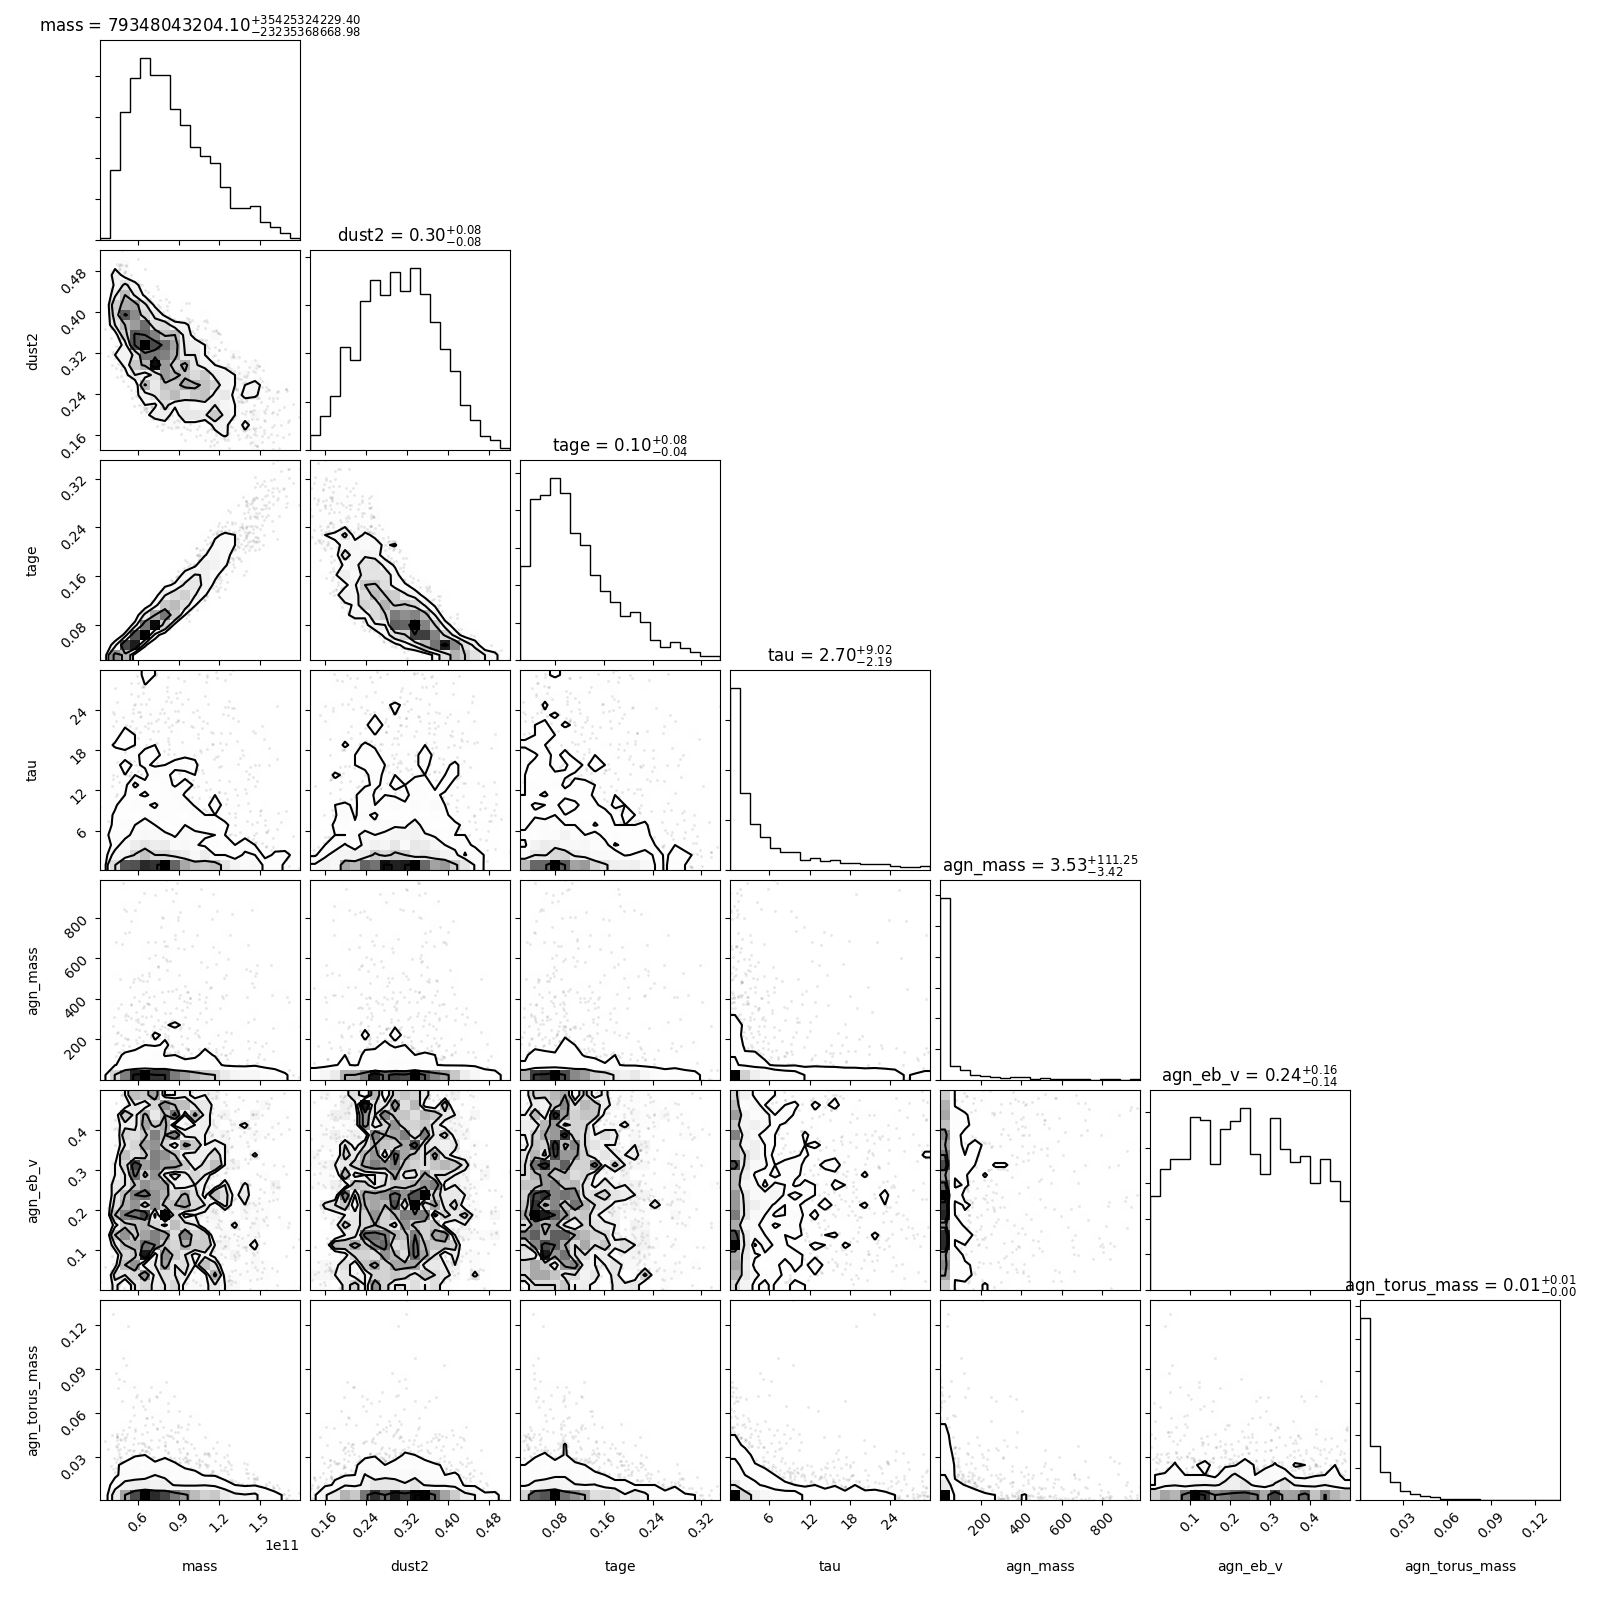 mass = 79348043204.10+35425324229.40−23235368668.98
dust2 = 0.30+0.08−0.08
0.48
0.40
0.32
0.24
0.16
dust2
tage = 0.10+0.08−0.04
0.32
0.24
0.16
0.08
tage
tau = 2.70+9.02−2.19
24
18
12
6
tau
agn_mass = 3.53+111.25−3.42
800
600
400
200
agn_mass
agn_eb_v = 0.24+0.16−0.14
0.4
0.3
0.2
0.1
agn_eb_v
agn_torus_mass = 0.01+0.01−0.00
0.12
0.09
0.06
0.03
agn_torus_mass
0.6 0.9 1.2 1.5 0.16 0.24 0.32 0.40 0.48 0.08 0.16 0.24 0.32 6 12 18 24 200 400 600 800 0.1 0.2 0.3 0.4 0.03 0.06 0.09 0.12
1e11
mass dust2 tage tau agn_mass agn_eb_v agn_torus_mass